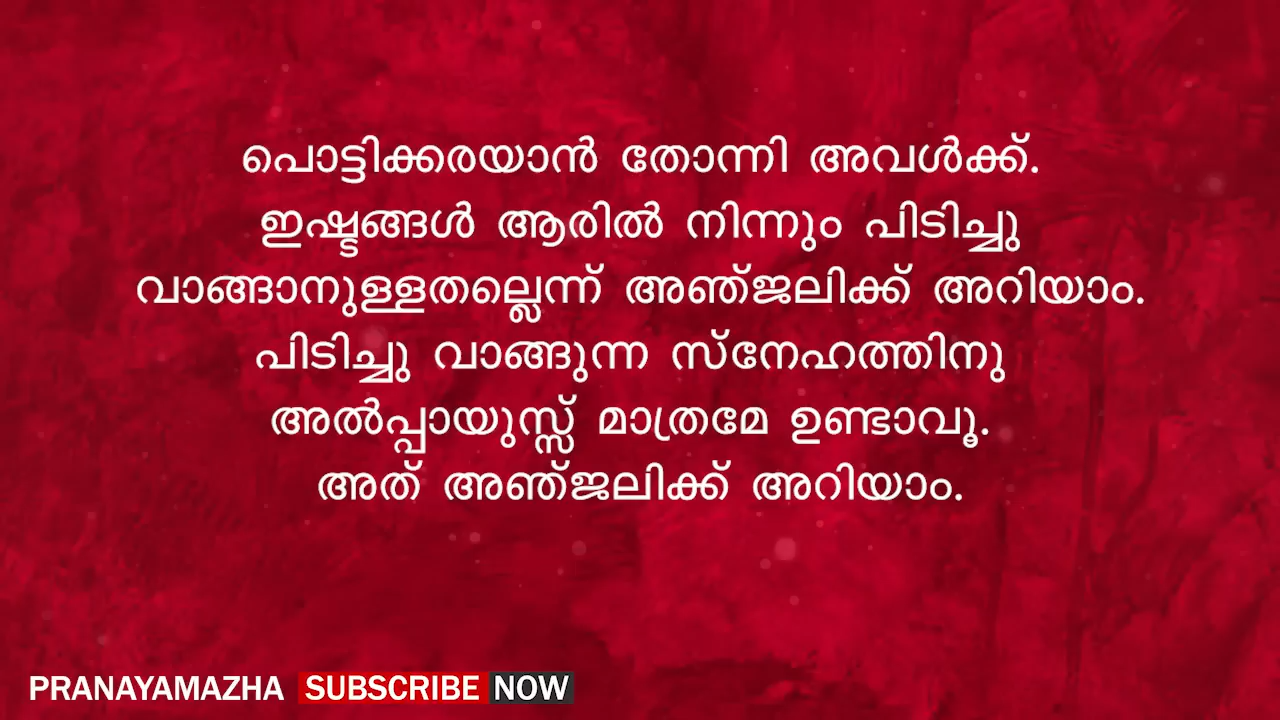 പൊട്ടിക്കരയാൻ തോന്നി അവൾക്ക്.
ഇഷ്ടങ്ങൾ ആരിൽ നിന്നും പിടിച്ചു
വാങ്ങാനുള്ളതല്ലെന്ന് അഞ്ജലിക്ക് അറിയാം.
പിടിച്ചു വാങ്ങുന്ന സ്നേഹത്തിനു
അൽപ്പായുസ്സ് മാത്രമേ ഉണ്ടാവൂ.
അത് അഞ്ജലിക്ക് അറിയാം.
PRANAYAMAZHA SUBSCRIBE NOW